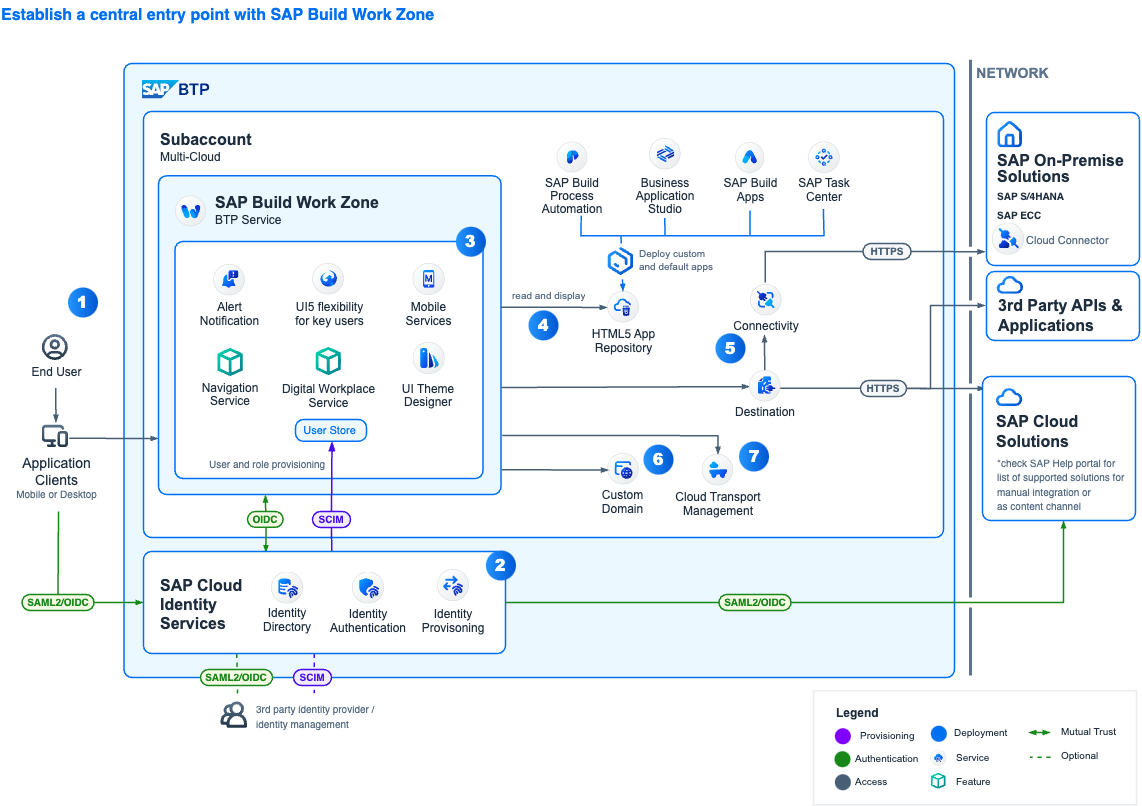 Establish a central entry point with SAP Build Work Zone
SAP BTP
NETWORK
Subaccount
Multi-Cloud
SAP Build Work Zone
BTP Service
3
Alert
Notification
UI5 flexibility
for key users
Mobile
Services
Navigation
Service
Digital Workplace
Service
UI Theme
Designer
User Store
User and role provisioning
1
End User
Application
Clients
Mobile or Desktop
SAP Build
Process
Automation
Business
Application
Studio
SAP Build
Apps
SAP Task
Center
Deploy custom
and default apps
read and display
4
HTML5 App
Repository
Connectivity
5
Destination
HTTPS
HTTPS
6
Custom
Domain
7
Cloud Transport
Management
SAP On-Premise
Solutions
SAP S/4HANA
SAP ECC
Cloud Connector
3rd Party APIs &
Applications
SAP Cloud
Solutions
*check SAP Help portal for
list of supported solutions for
manual integration or
as content channel
OIDC
SCIM
2
SAP Cloud
Identity
Services
Identity
Directory
Identity
Authentication
Identity
Provisoning
SAML2/OIDC
SAML2/OIDC
SAML2/OIDC
SCIM
3rd party identity provider /
identity management
Legend
Provisioning
Deployment
Mutual Trust
Authentication
Service
Optional
Access
Feature